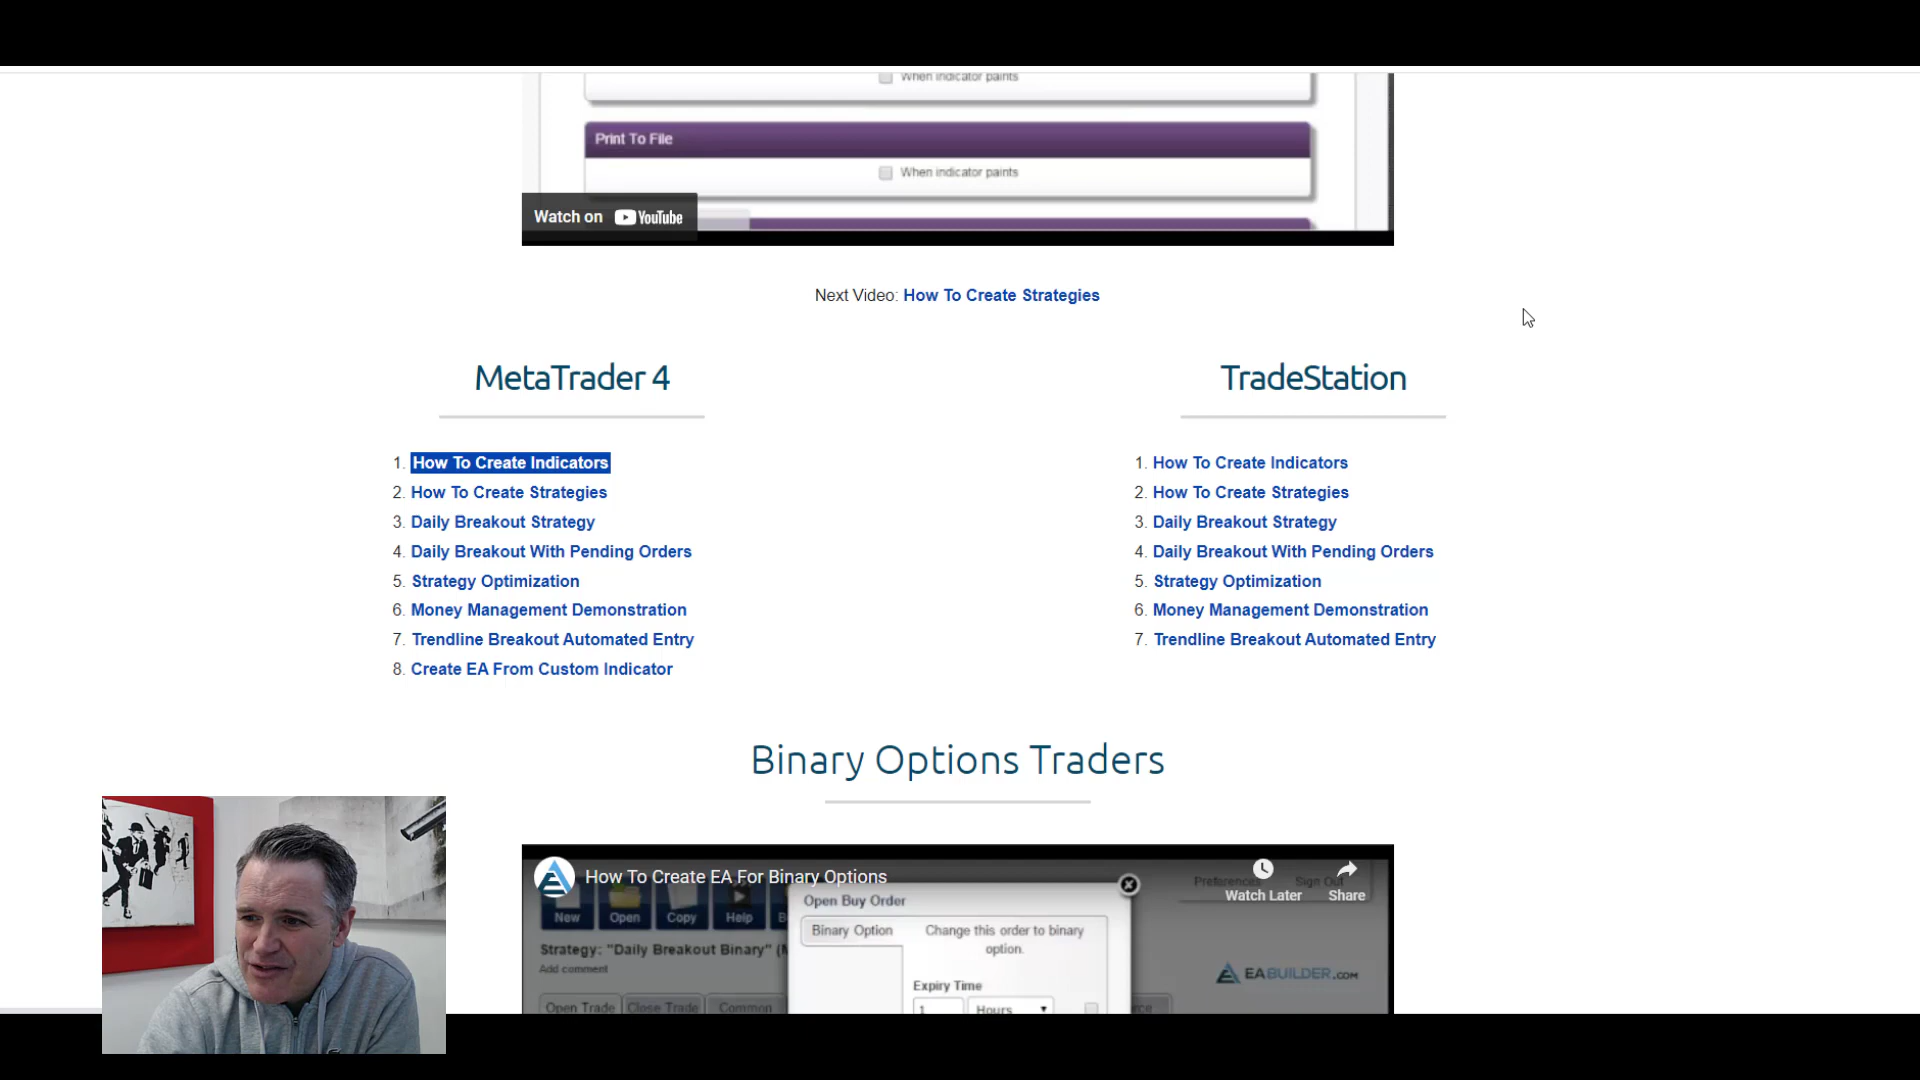 When indicator paints
Print To File
When indicator paints
Watch on YouTube
Next Video: How To Create Strategies
MetaTrader 4
1. How To Create Indicators
2. How To Create Strategies
3. Daily Breakout Strategy
4. Daily Breakout With Pending Orders
5. Strategy Optimization
6. Money Management Demonstration
7. Trendline Breakout Automated Entry
8. Create EA From Custom Indicator
TradeStation
1. How To Create Indicators
2. How To Create Strategies
3. Daily Breakout Strategy
4. Daily Breakout With Pending Orders
5. Strategy Optimization
6. Money Management Demonstration
7. Trendline Breakout Automated Entry
Binary Options Traders
How To Create EA For Binary Options
Watch Later
Share
Preferences Sign Out
New Open Copy Help
Strategy: "Daily Breakout Binary"
Add comment
Open Trade Close Trade Common
Open Buy Order
Binary Option
Change this order to binary
option.
Expiry Time
1 Hours
EABUILDER.COM